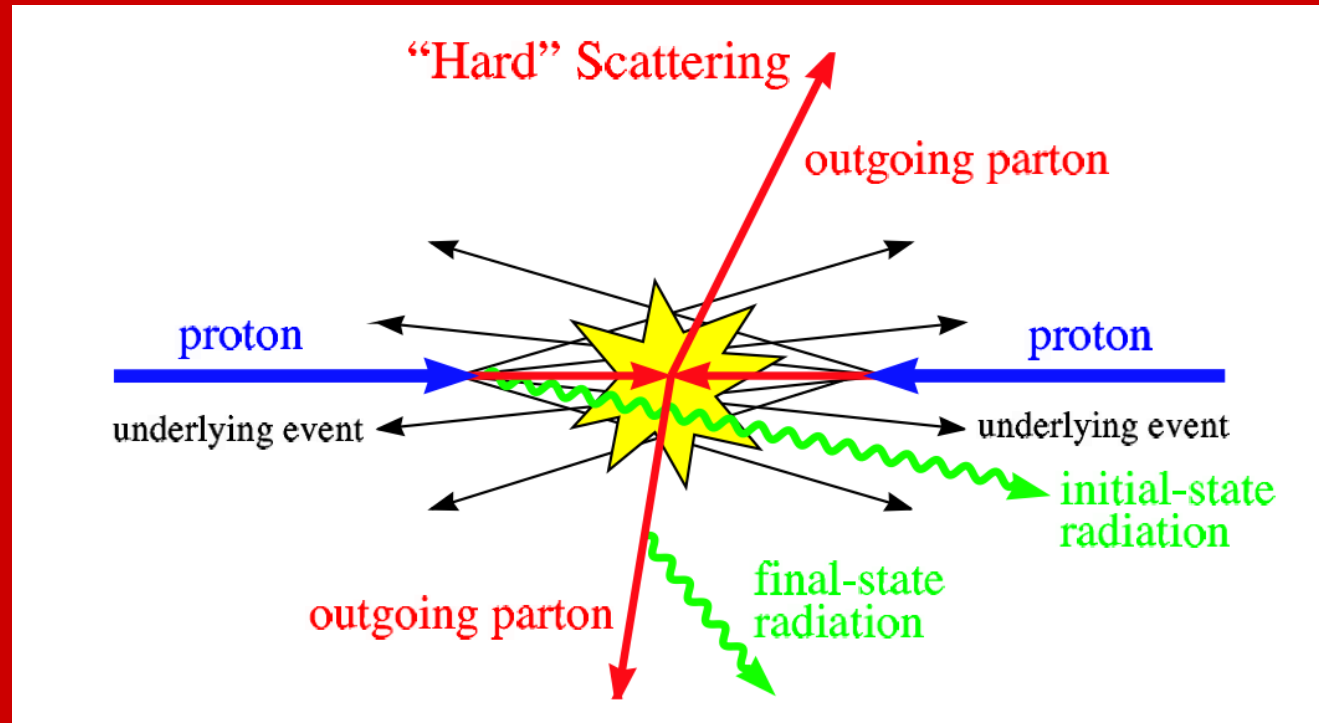 “Hard” Scattering
outgoing parton
proton
proton
underlying event
underlying event
initial-state
radiation
final-state
radiation
outgoing parton